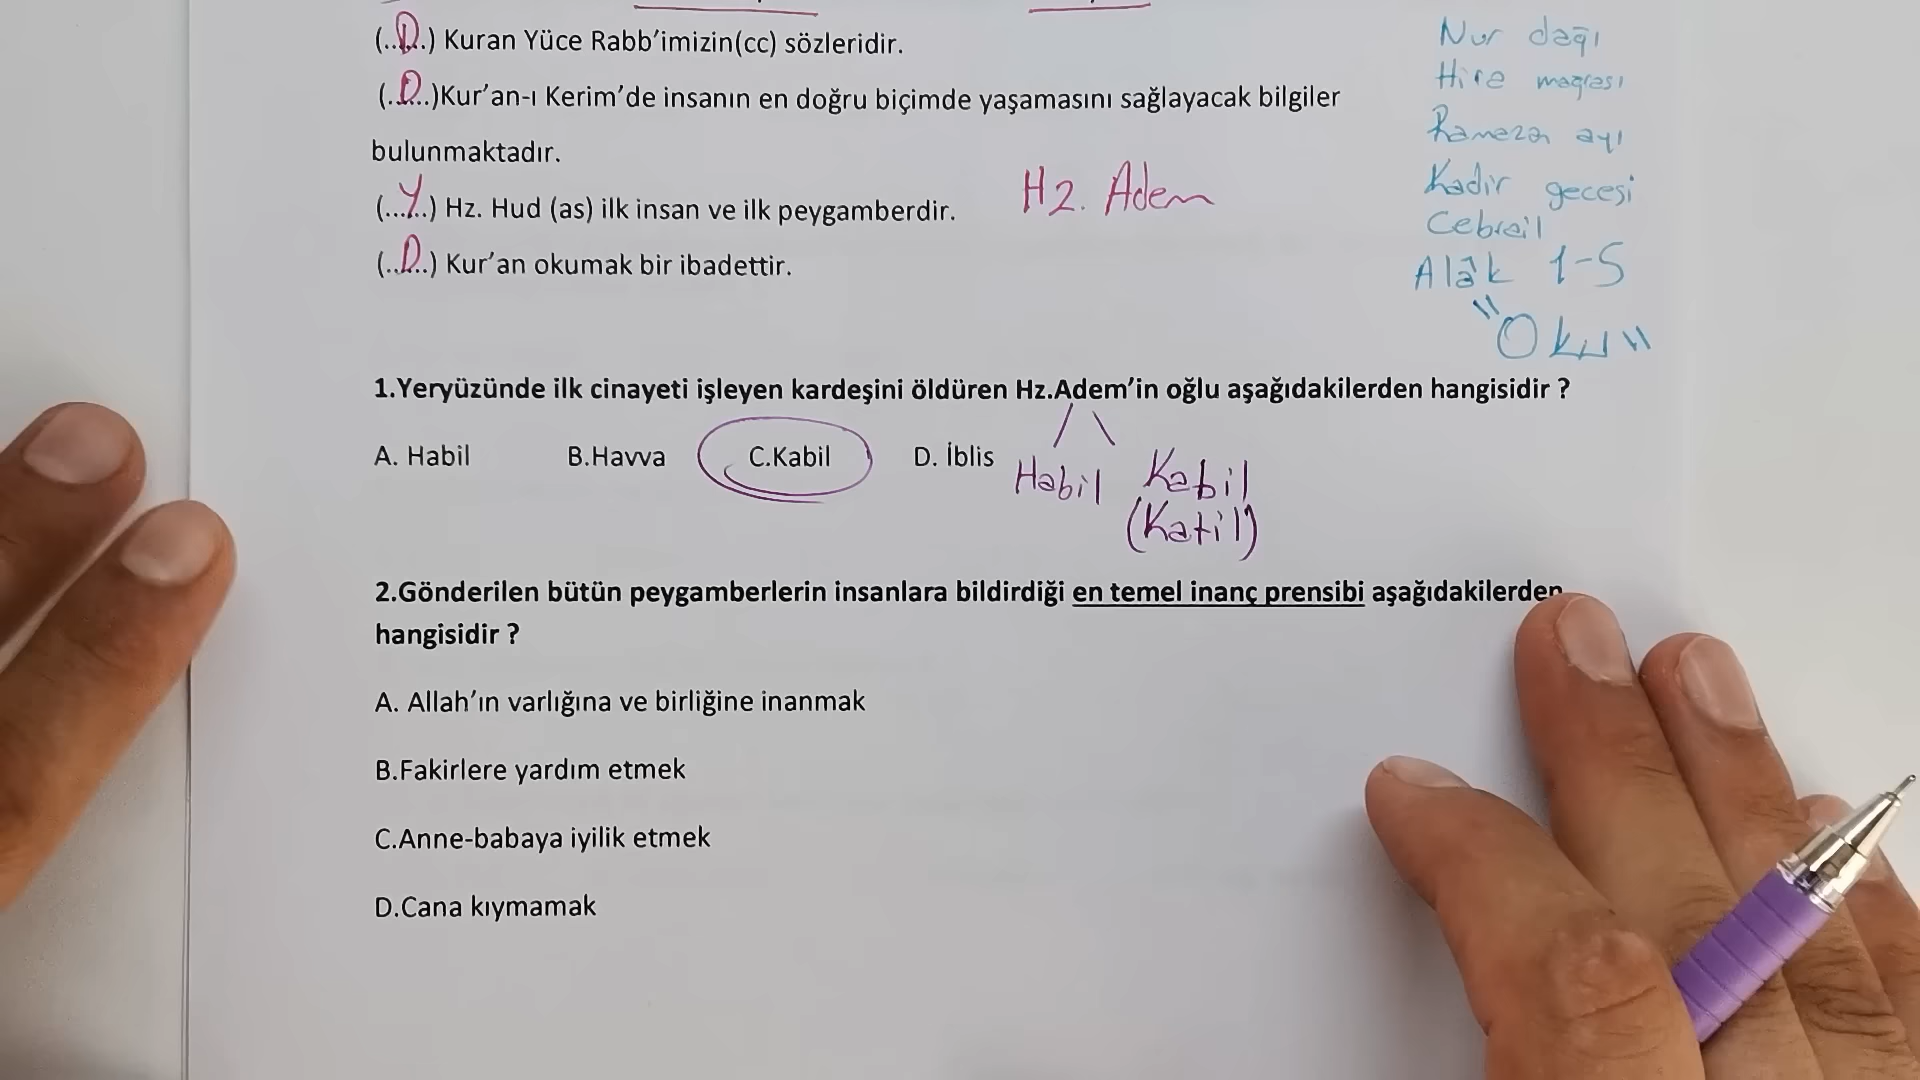 (..D..) Kuran Yüce Rabb’imizin(cc) sözleridir.
(..D..)Kur’an-ı Kerim’de insanın en doğru biçimde yaşamasını sağlayacak bilgiler
bulunmaktadır.
(..Y..) Hz. Hud (as) ilk insan ve ilk peygamberdir. Hz. Adem
(..D..) Kur’an okumak bir ibadettir.
Nur dağı
Hira mağrası
Ramazan ayı
Kadir gecesi
Cebrail
Alâk 1-5
"Oku"
1.Yeryüzünde ilk cinayeti işleyen kardeşini öldüren Hz.Adem’in oğlu aşağıdakilerden hangisidir ?
A. Habil B.Havva C.Kabil D. İblis
Habil Kabil
(Katil)
2.Gönderilen bütün peygamberlerin insanlara bildirdiği en temel inanç prensibi aşağıdakilerden
hangisidir ?
A. Allah’ın varlığına ve birliğine inanmak
B.Fakirlere yardım etmek
C.Anne-babaya iyilik etmek
D.Cana kıymamak